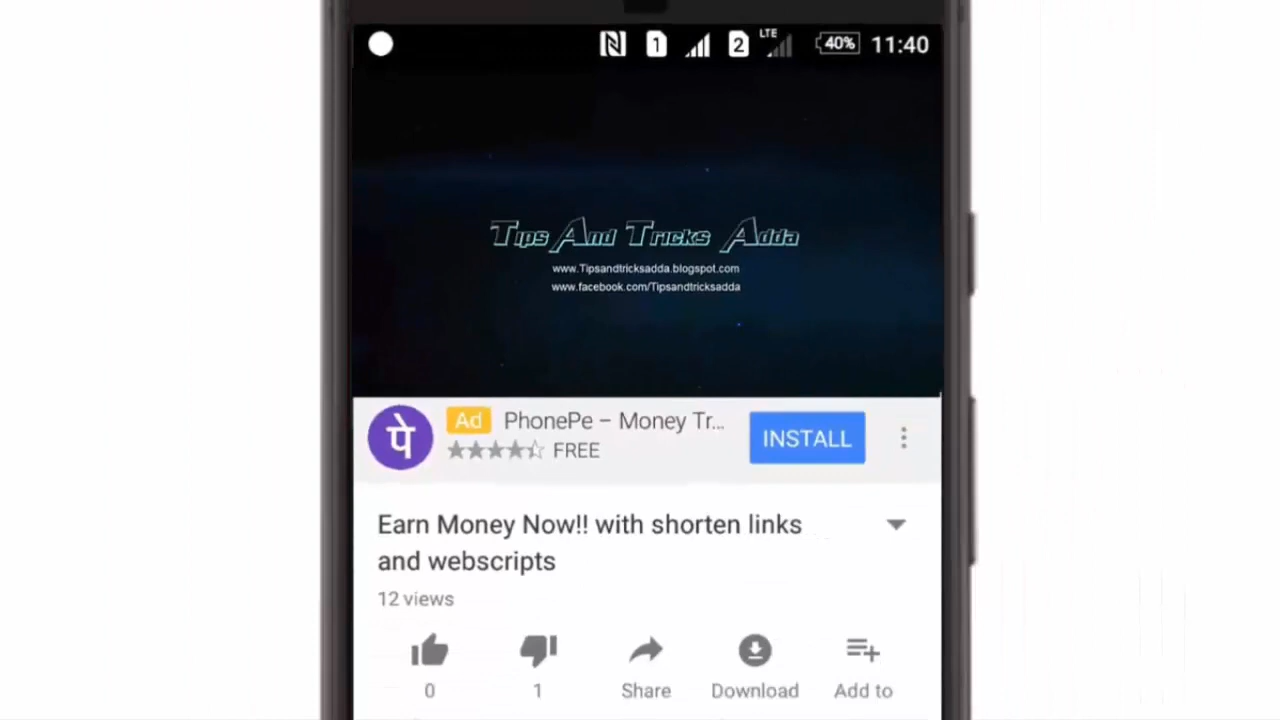 1 2 LTE 40% 11:40
Tips And Tricks Adda
www.Tipsandtricksadda.blogspot.com
www.facebook.com/Tipsandtricksadda
पे
Ad PhonePe – Money Tr...
FREE
INSTALL
Earn Money Now!! with shorten links
and webscripts
12 views
0 1 Share Download Add to